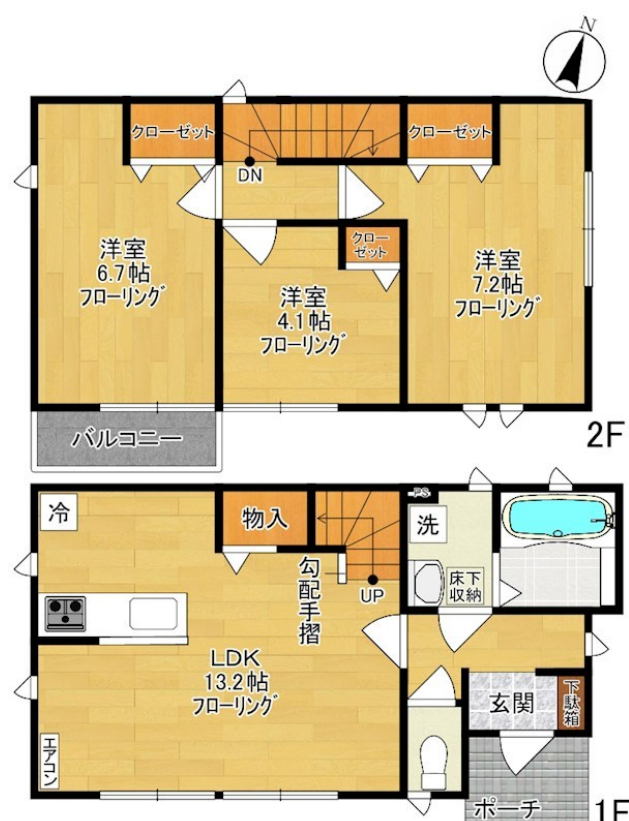 N
クローゼット
クローゼット
DN
洋室
6.7帖
フローリング
クロー
ゼット
洋室
4.1帖
フローリング
洋室
7.2帖
フローリング
バルコニー
2F
冷
物入
PS
洗
床下
収納
勾配手摺
UP
LDK
13.2帖
フローリング
玄関
下駄箱
エアコン
ポーチ
1F